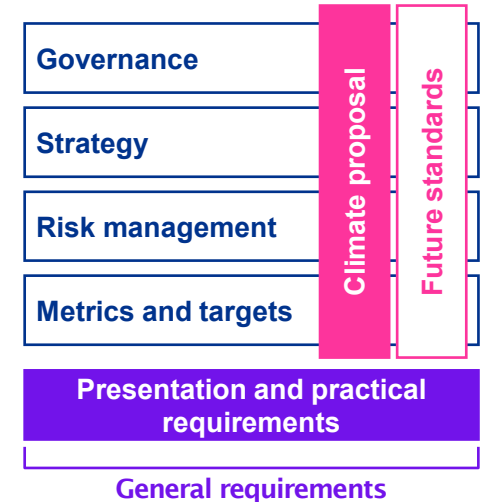 Governance
Strategy
Risk management
Metrics and targets
Climate proposal
Future standards
Presentation and practical
requirements
General requirements